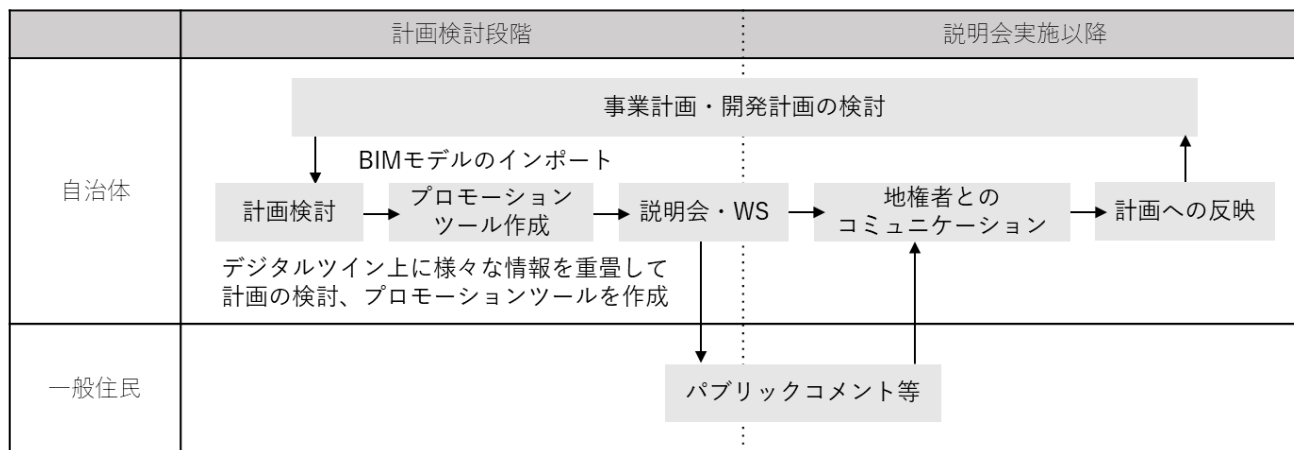 計画検討段階
説明会実施以降
自治体
事業計画・開発計画の検討
BIMモデルのインポート
計画検討
プロモーション
ツール作成
説明会・WS
地権者との
コミュニケーション
計画への反映
デジタルツイン上に様々な情報を重畳して
計画の検討、プロモーションツールを作成
一般住民
パブリックコメント等